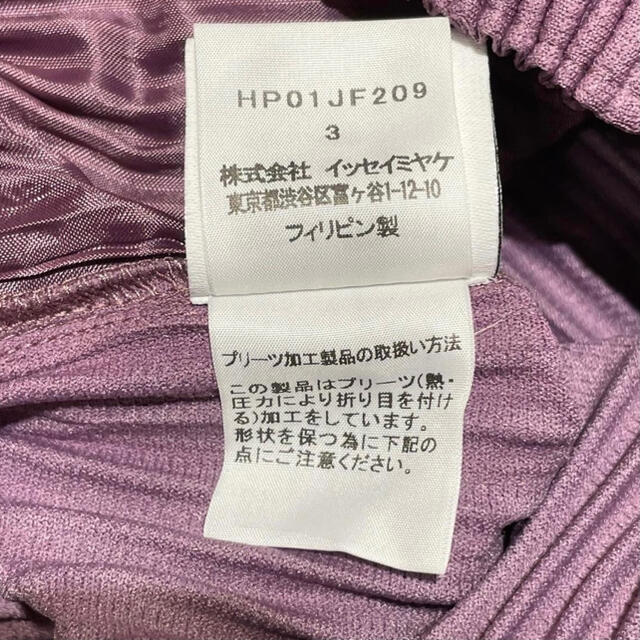 HP01JF209
3
株式会社 イッセイミヤケ
東京都渋谷区富ヶ谷1-12-10
フィリピン製
プリーツ加工製品の取扱い方法
この製品はプリーツ(熱・
圧力により折り目を付け
る)加工をしています。
形状を保つ為に下記の
点にご注意ください。